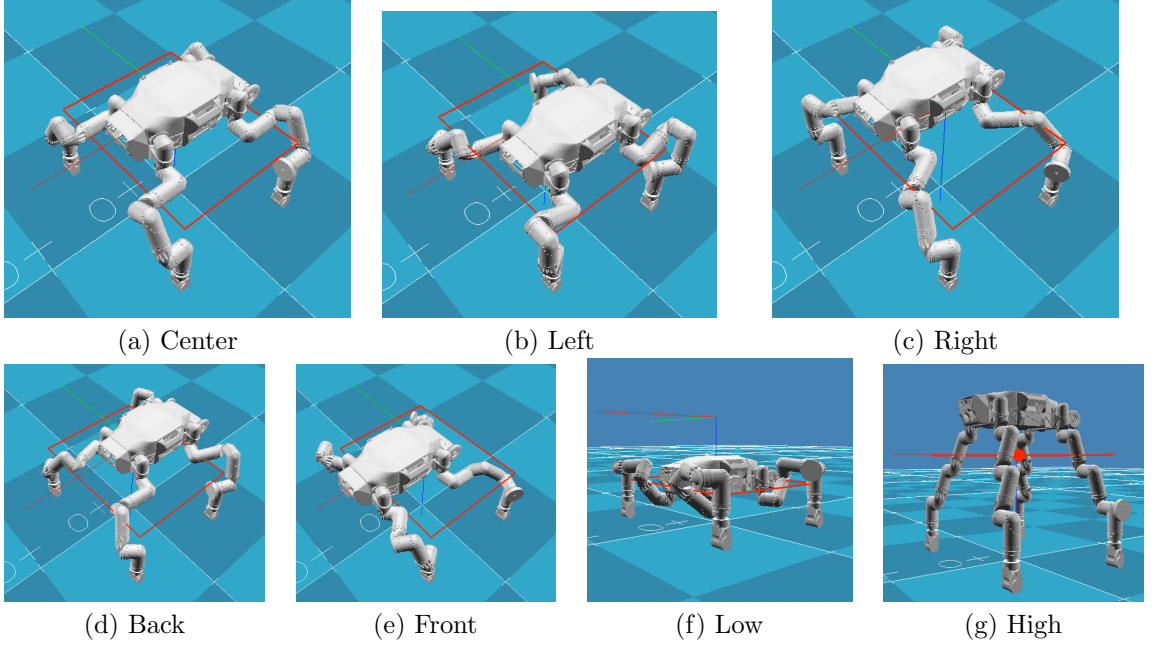 (a) Center
(b) Left
(c) Right
(d) Back
(e) Front
(f) Low
(g) High